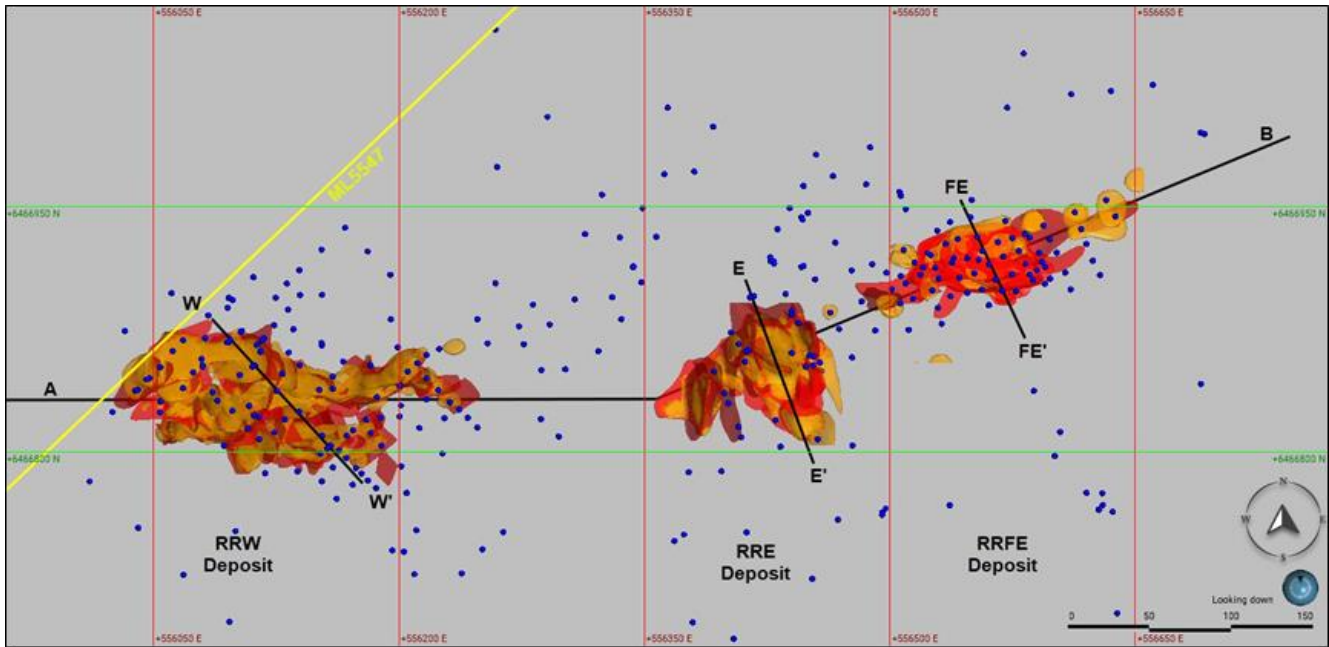 +556050 E
+556200 E
+556350 E
+556500 E
+556650 E
ML5547
B
FE
+6466950 N
+6466950 N
E
W
FE'
A
+6466800 N
+6466800 N
E'
W'
N
W
E
S
RRW
Deposit
RRE
Deposit
RRFE
Deposit
Looking down
0
50
100
150
+556050 E
+556200 E
+556350 E
+556500 E
+556650 E